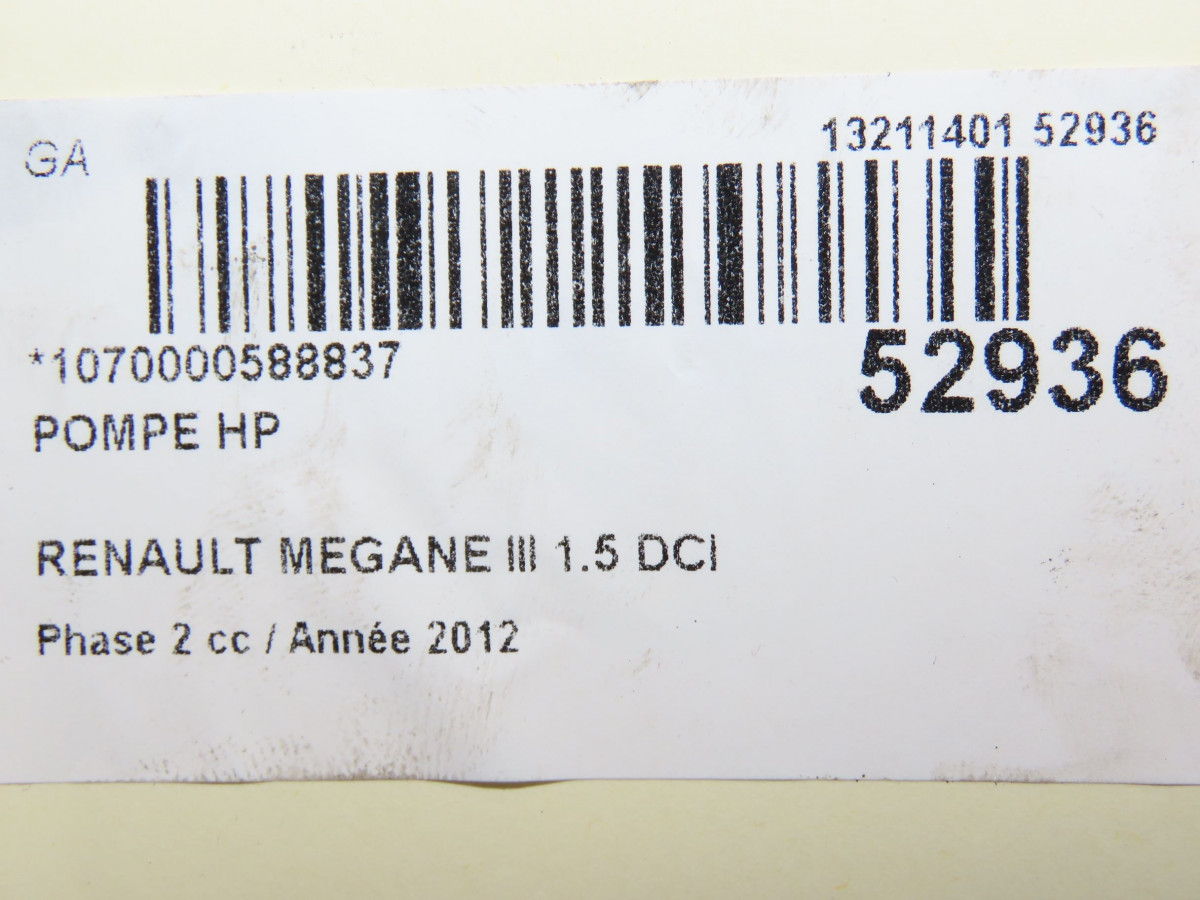 GA
13211401 52936
*1070000588837
52936
POMPE HP
RENAULT MEGANE III 1.5 DCI
Phase 2 cc / Année 2012